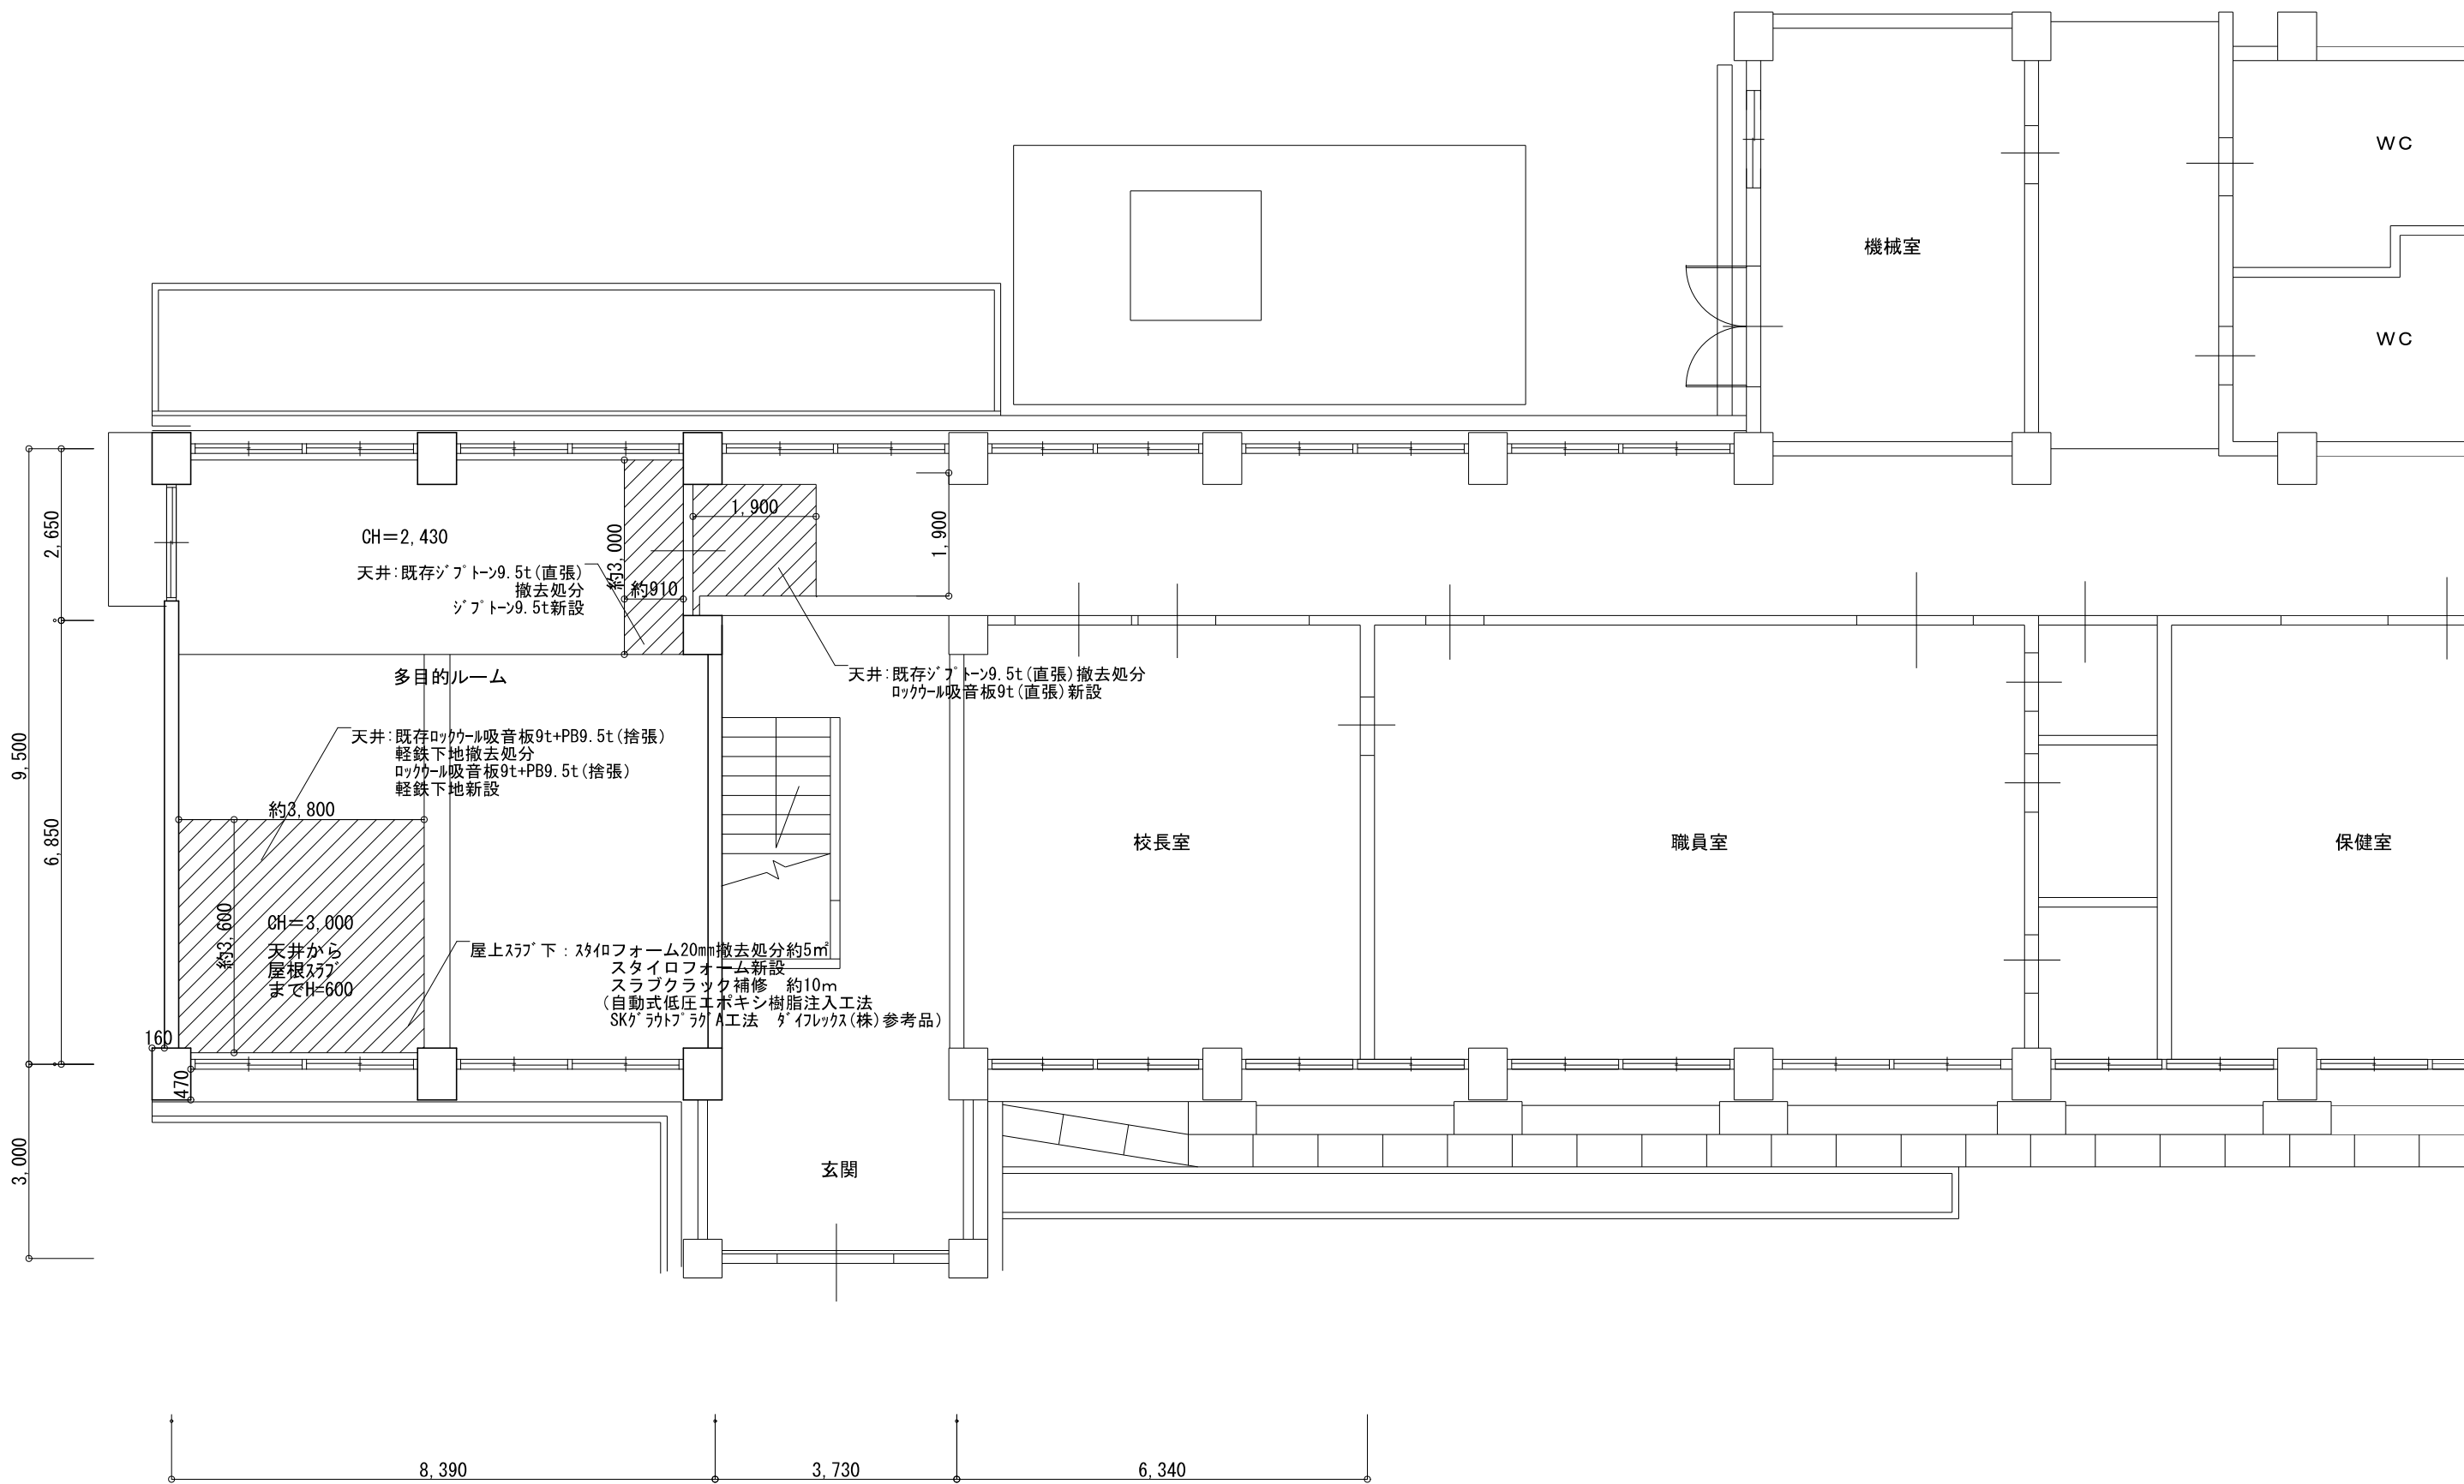 WC
機械室
WC
2,650
CH=2,430
約3,000
1,900
1,900
天井:既存ｼﾞﾌﾟﾄｰﾝ9.5t(直張)
撤去処分
ｼﾞﾌﾟﾄｰﾝ9.5t新設
約910
天井:既存ｼﾞﾌﾟﾄｰﾝ9.5t(直張)撤去処分
ﾛｯｸｳｰﾙ吸音板9t(直張)新設
多目的ルーム
天井:既存ﾛｯｸｳｰﾙ吸音板9t+PB9.5t(捨張)
軽鉄下地撤去処分
ﾛｯｸｳｰﾙ吸音板9t+PB9.5t(捨張)
軽鉄下地新設
9,500
6,850
約3,800
校長室
職員室
保健室
約3,600
CH=3,000
天井から
屋根ｽﾗﾌﾞ
までH=600
屋上ｽﾗﾌﾞ下：ｽﾀｲﾛフォーム20mm撤去処分約5㎡
スタイロフォーム新設
スラブクラック補修　約10ｍ
(自動式低圧エポキシ樹脂注入工法
SKｸﾞﾗｳﾄﾌﾟﾗｸﾞA工法　ﾀﾞｲﾌﾚｯｸｽ(株)参考品)
160
470
3,000
玄関
8,390
3,730
6,340